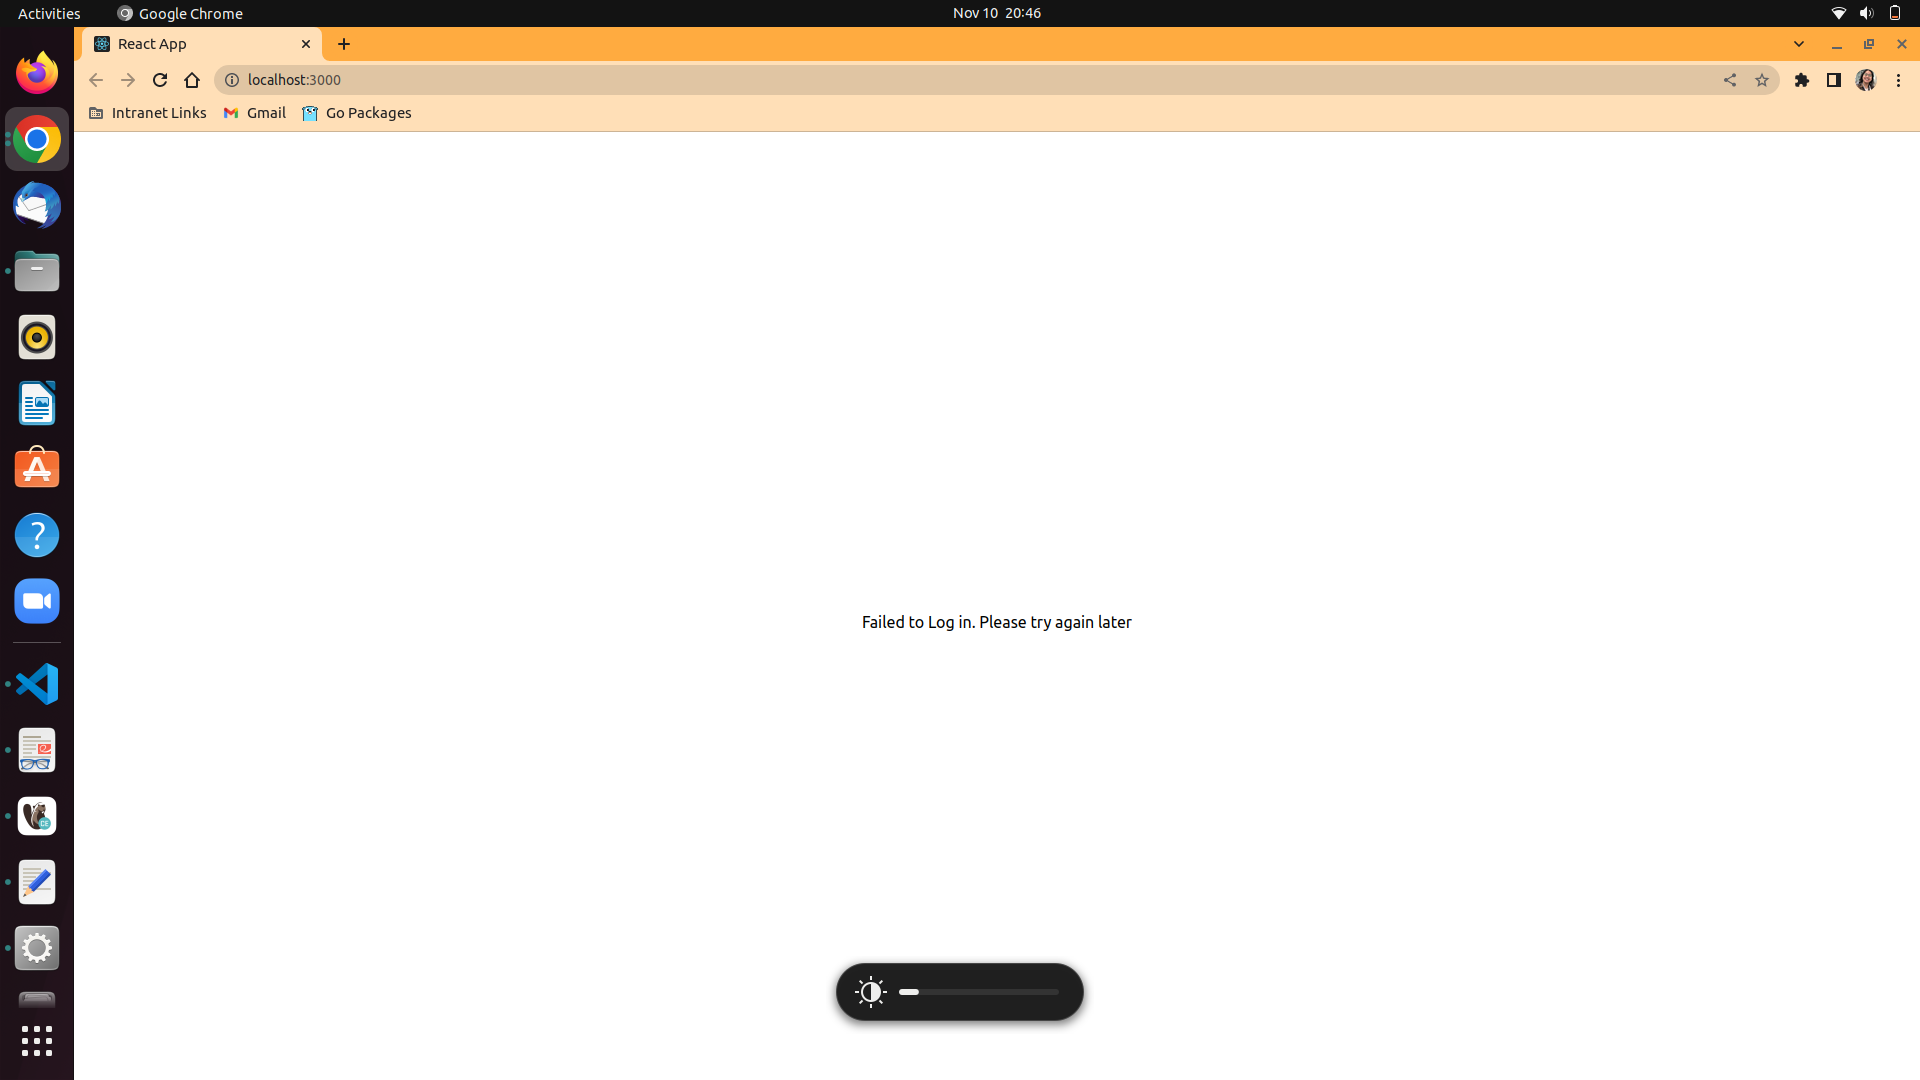 Activities
Google Chrome
Nov 10 20:46
React App
localhost:3000
Intranet Links
Gmail
Go Packages
Failed to Log in. Please try again later